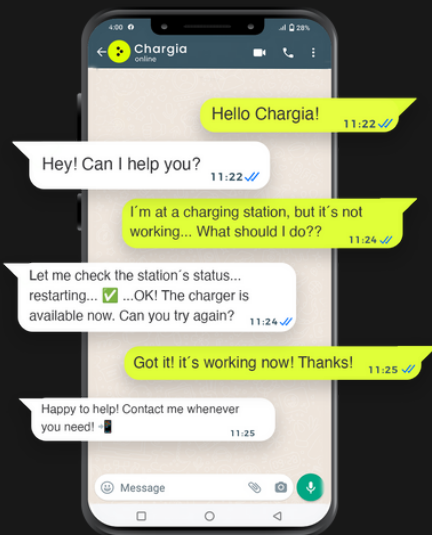 4:00
28%
Chargia
online
Hello Chargia!
11:22
Hey! Can I help you?
11:22
I´m at a charging station, but it´s not
working... What should I do??
11:24
Let me check the station´s status...
restarting... ✅ ...OK! The charger is
available now. Can you try again?
11:24
Got it! it´s working now! Thanks!
11:25
Happy to help! Contact me whenever
you need! 📲
11:25
Message